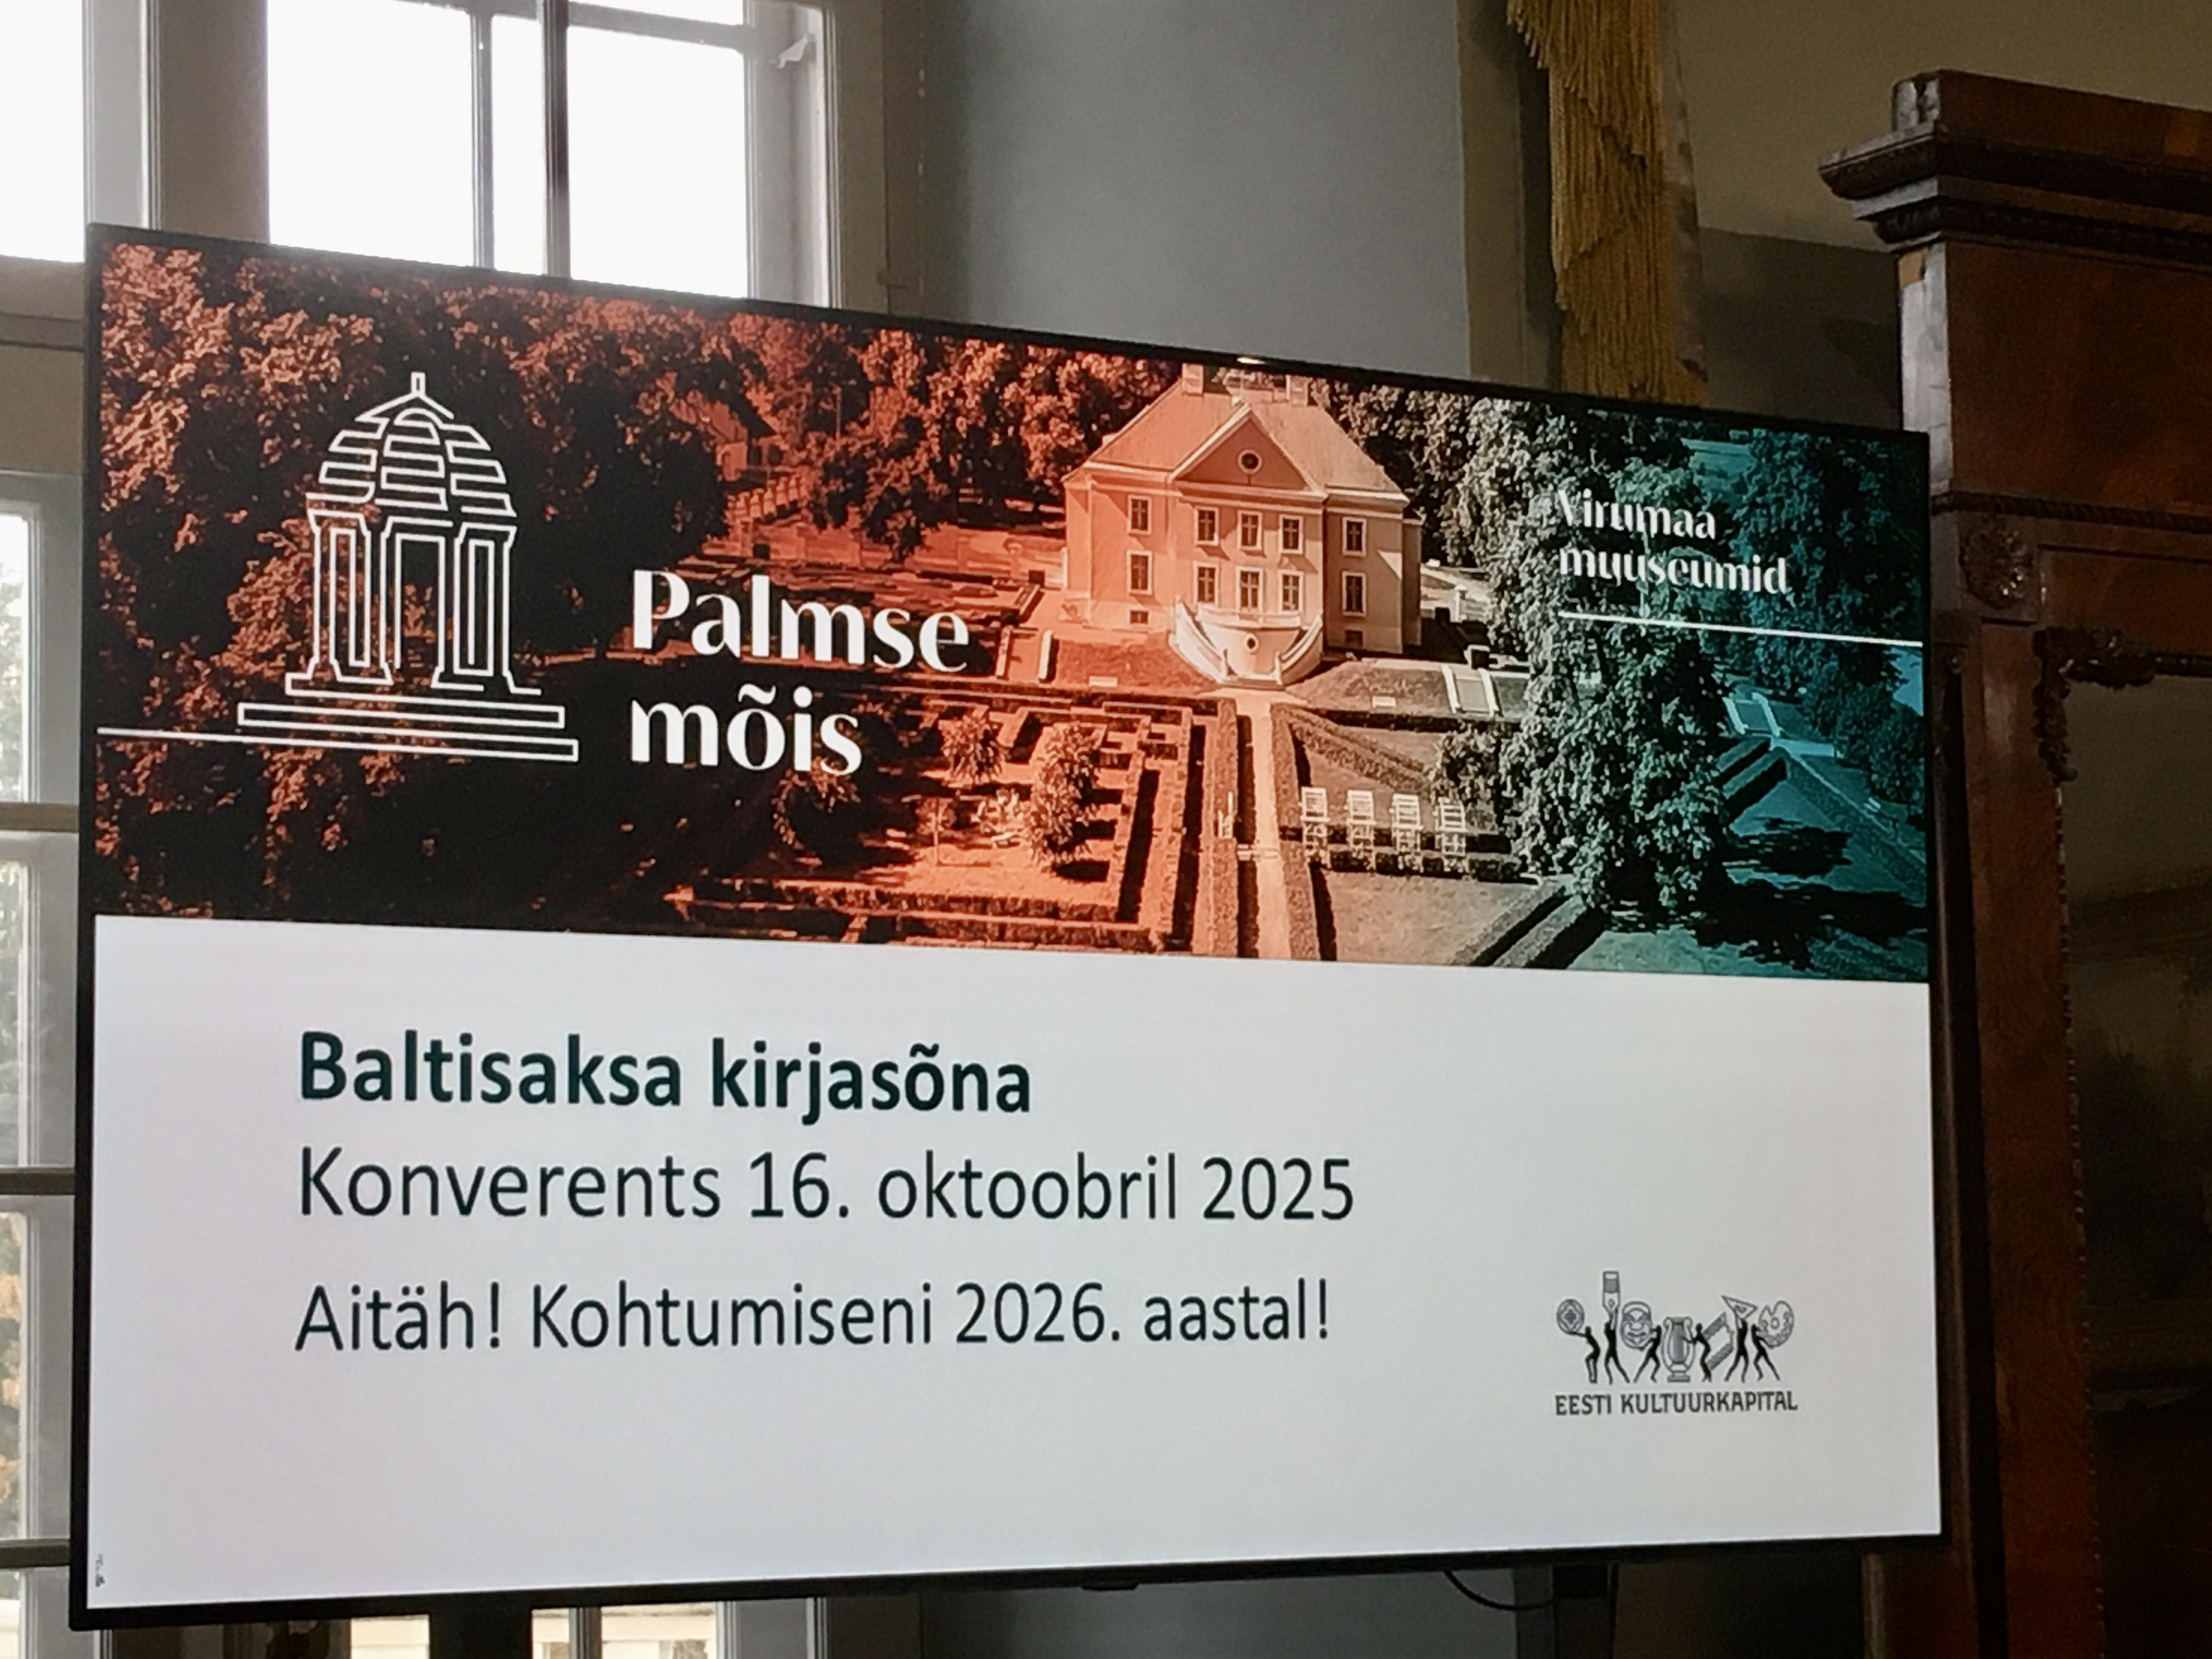 Palmse
mõis
Virumaa
muuseumid
Baltisaksa kirjasõna
Konverents 16. oktoobril 2025
Aitäh! Kohtumiseni 2026. aastal!
EESTI KULTUURKAPITAL